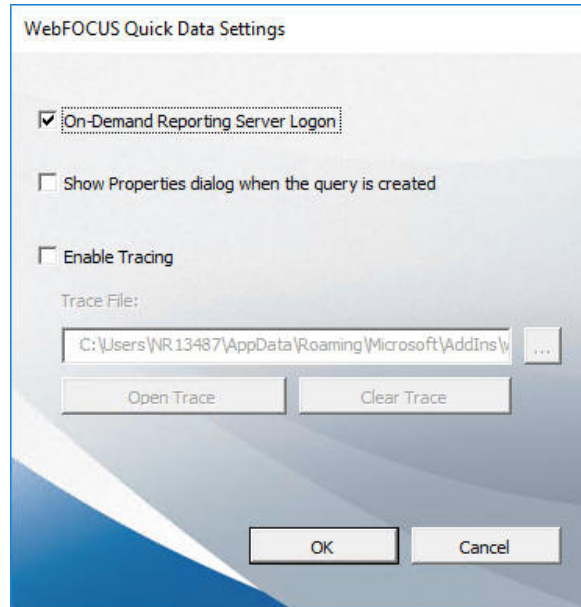 WebFOCUS Quick Data Settings
On-Demand Reporting Server Logon
Show Properties dialog when the query is created
Enable Tracing
Trace File:
C:\Users\NR13487\AppData\Roaming\Microsoft\AddIns\
...
Open Trace
Clear Trace
OK
Cancel